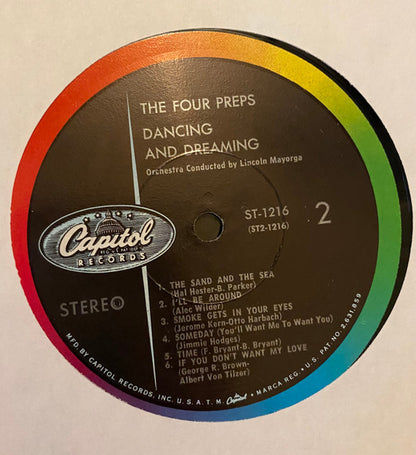 THE FOUR PREPS
DANCING
AND DREAMING
Orchestra Conducted by Lincoln Mayorga
ST-1216
(ST2-1216)
2
Capitol
RECORDS
STEREO
1. THE SAND AND THE SEA
(Hal Hester-B. Parker)
2. I'LL BE AROUND
(Alec Wilder)
3. SMOKE GETS IN YOUR EYES
(Jerome Kern-Otto Harbach)
4. SOMEDAY (You'll Want Me To Want You)
(Jimmie Hodges)
5. TIME (F. Bryant-B. Bryant)
6. IF YOU DON'T WANT MY LOVE
(George R. Brown-
Albert Von Tilzer)
MFD. BY CAPITOL RECORDS, INC. U.S.A. T.M. Capitol MARCA REG. • U.S. PAT. NO. 2,631,859